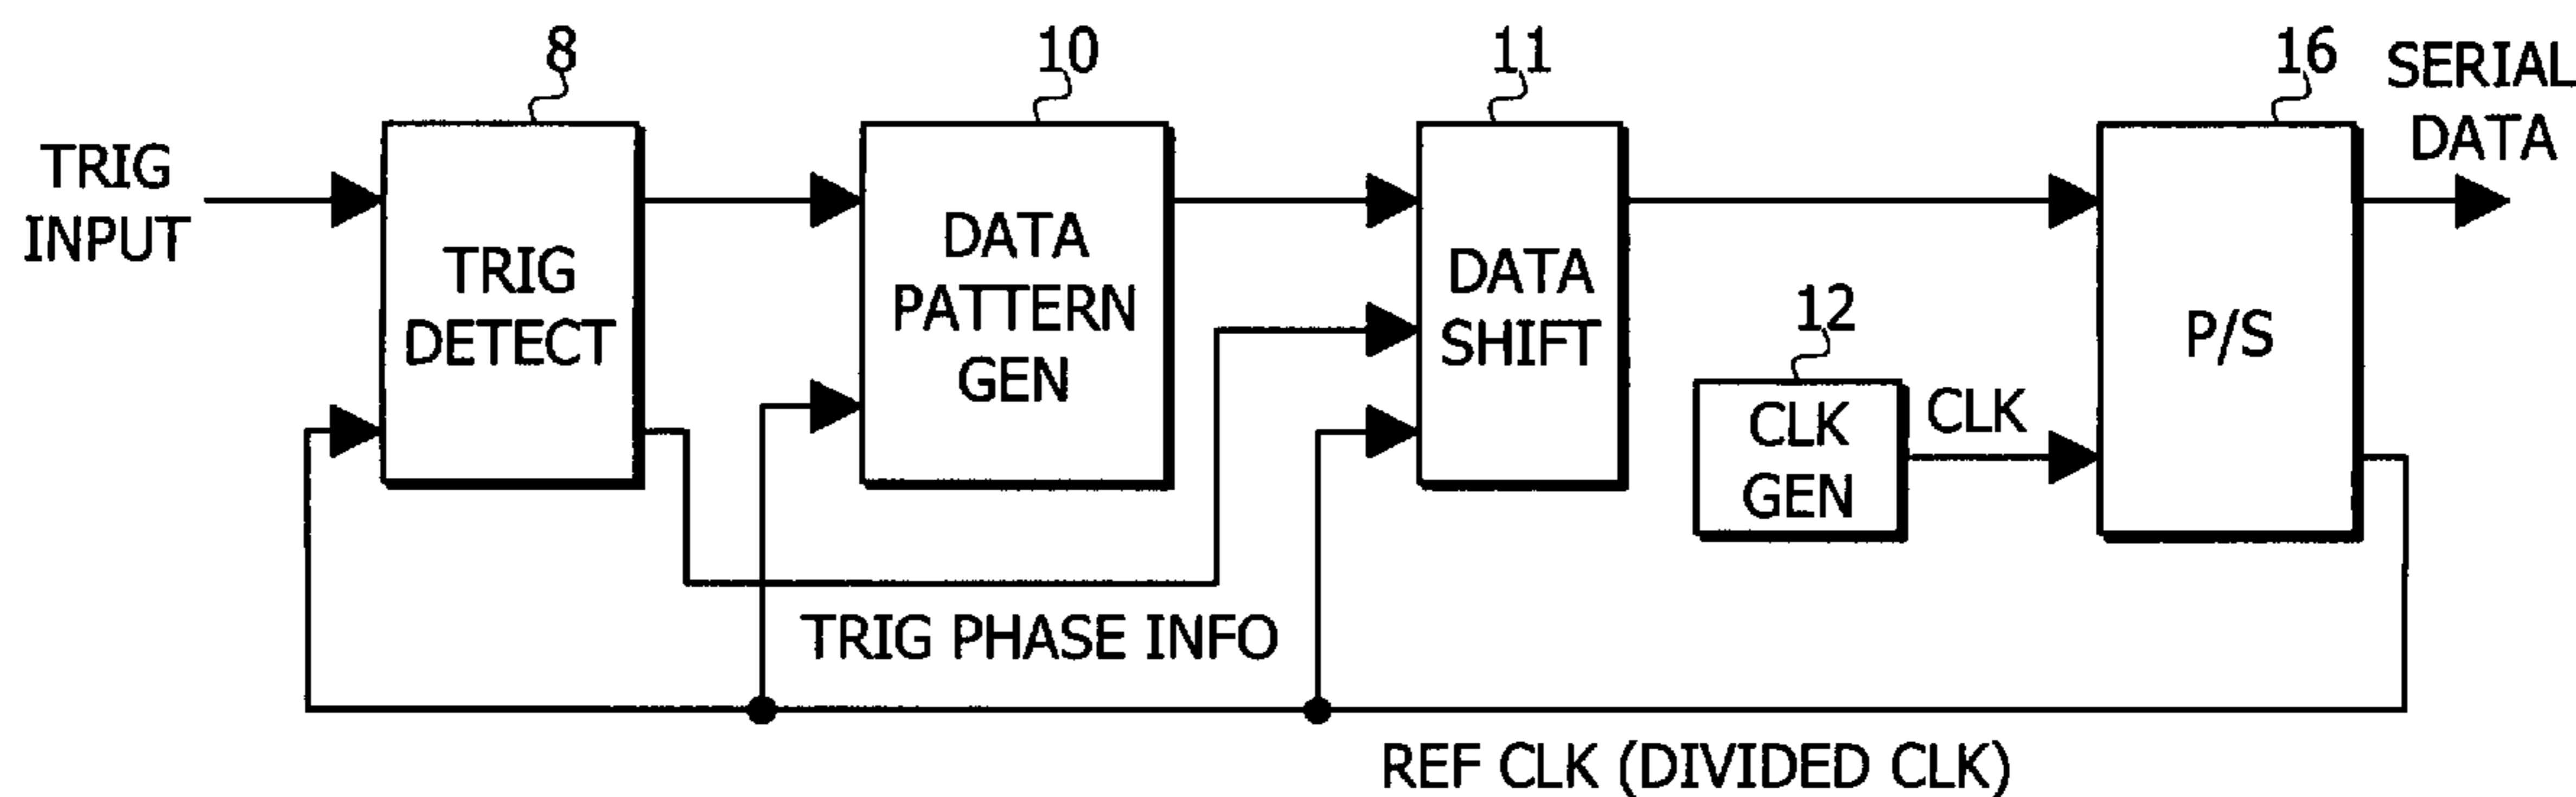 8
10
11
16
SERIAL
DATA
TRIG
INPUT
TRIG
DETECT
DATA
PATTERN
GEN
DATA
SHIFT
12
CLK
GEN
CLK
P/S
TRIG PHASE INFO
REF CLK (DIVIDED CLK)